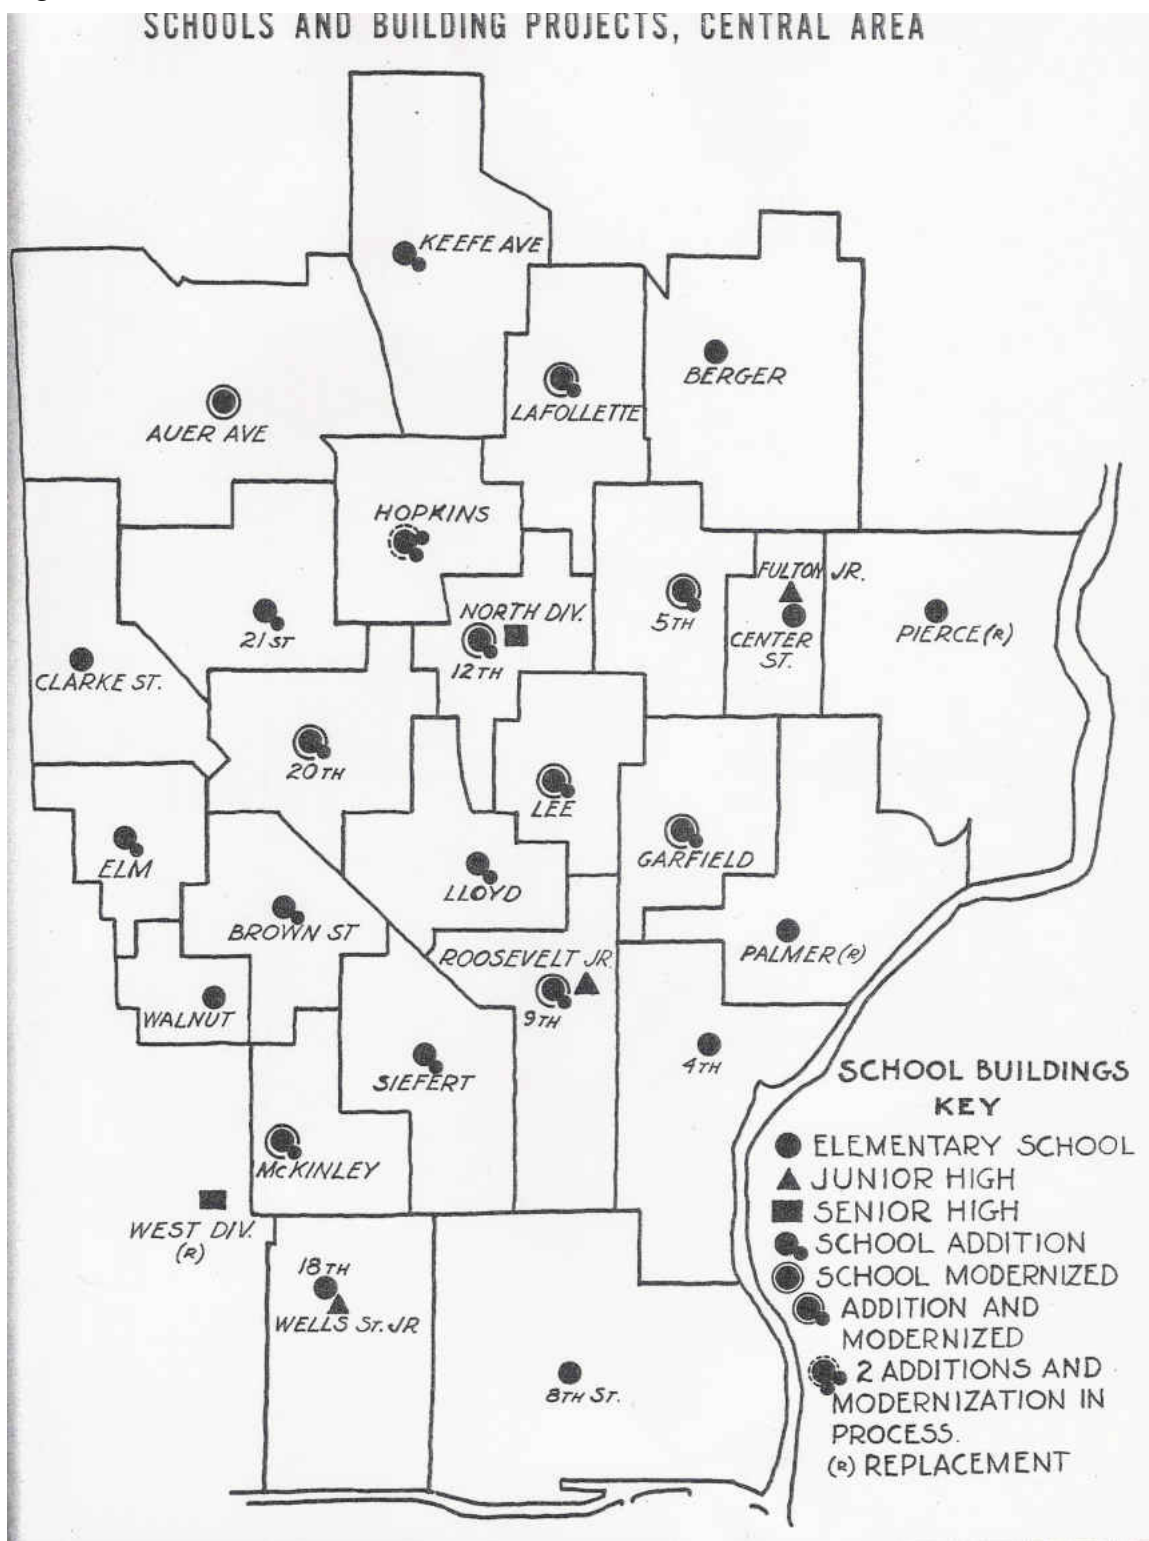 SCHOOLS AND BUILDING PROJECTS, CENTRAL AREA
KEEFE AVE
BERGER
LAFOLLETTE
AUER AVE
HOPKINS
FULTON JR.
NORTH DIV.
5TH
21ST
CENTER
ST.
PIERCE (R)
12TH
CLARKE ST.
20TH
LEE
GARFIELD
ELM
LLOYD
BROWN ST
PALMER (R)
ROOSEVELT JR.
WALNUT
9TH
4TH
SIEFERT
McKINLEY
WEST DIV.
(R)
18TH
WELLS St. JR
8TH ST.
SCHOOL BUILDINGS
KEY
ELEMENTARY SCHOOL
JUNIOR HIGH
SENIOR HIGH
SCHOOL ADDITION
SCHOOL MODERNIZED
ADDITION AND
MODERNIZED
2 ADDITIONS AND
MODERNIZATION IN
PROCESS.
(R) REPLACEMENT